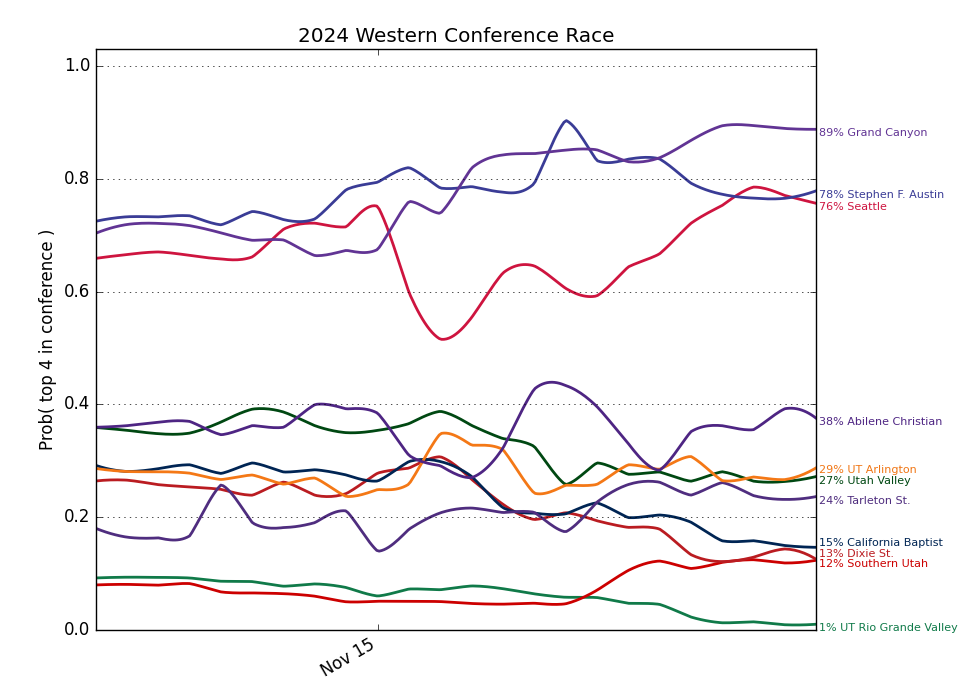 2024 Western Conference Race
Prob( top 4 in conference )
1.0
0.8
0.6
0.4
0.2
0.0
Nov 15
89% Grand Canyon
78% Stephen F. Austin
76% Seattle
38% Abilene Christian
29% UT Arlington
27% Utah Valley
24% Tarleton St.
15% California Baptist
13% Dixie St.
12% Southern Utah
1% UT Rio Grande Valley